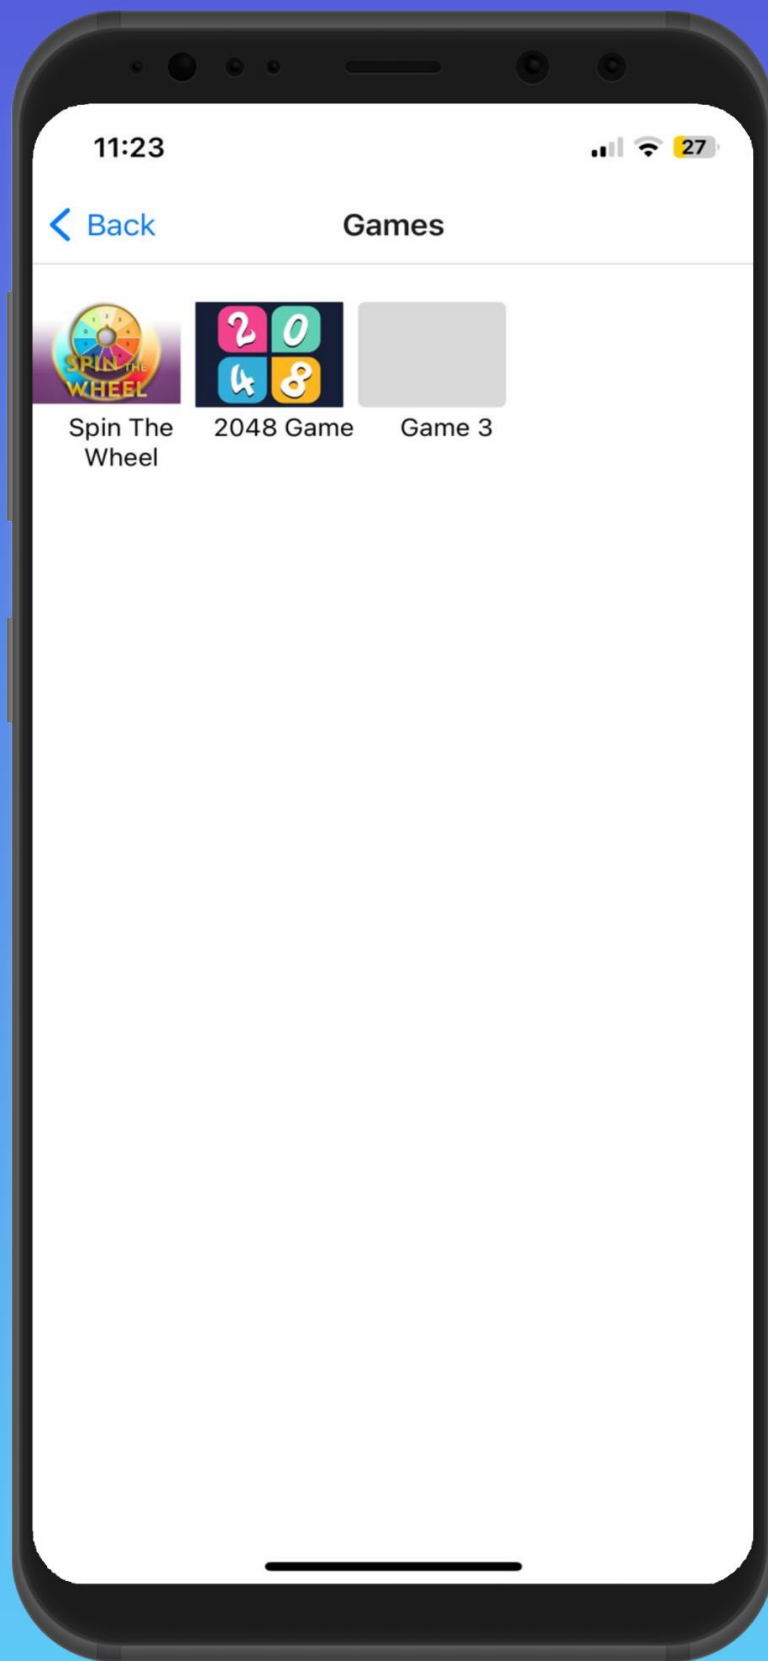 11:23
27
Back
Games
SPIN THE
WHEEL
2 0
4 8
Spin The
Wheel
2048 Game
Game 3